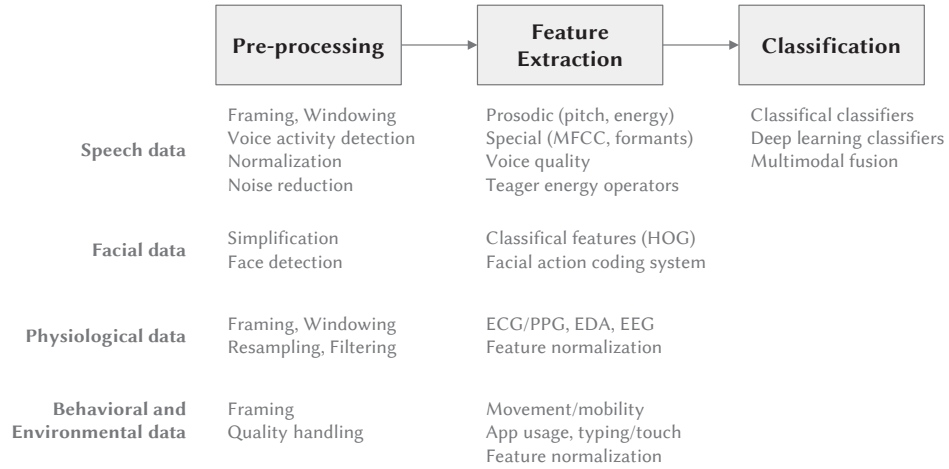 Pre-processing
Feature
Extraction
Classification
Speech data
Framing, Windowing
Voice activity detection
Normalization
Noise reduction
Prosodic (pitch, energy)
Special (MFCC, formants)
Voice quality
Teager energy operators
Classifical classifiers
Deep learning classifiers
Multimodal fusion
Facial data
Simplification
Face detection
Classifical features (HOG)
Facial action coding system
Physiological data
Framing, Windowing
Resampling, Filtering
ECG/PPG, EDA, EEG
Feature normalization
Behavioral and
Environmental data
Framing
Quality handling
Movement/mobility
App usage, typing/touch
Feature normalization